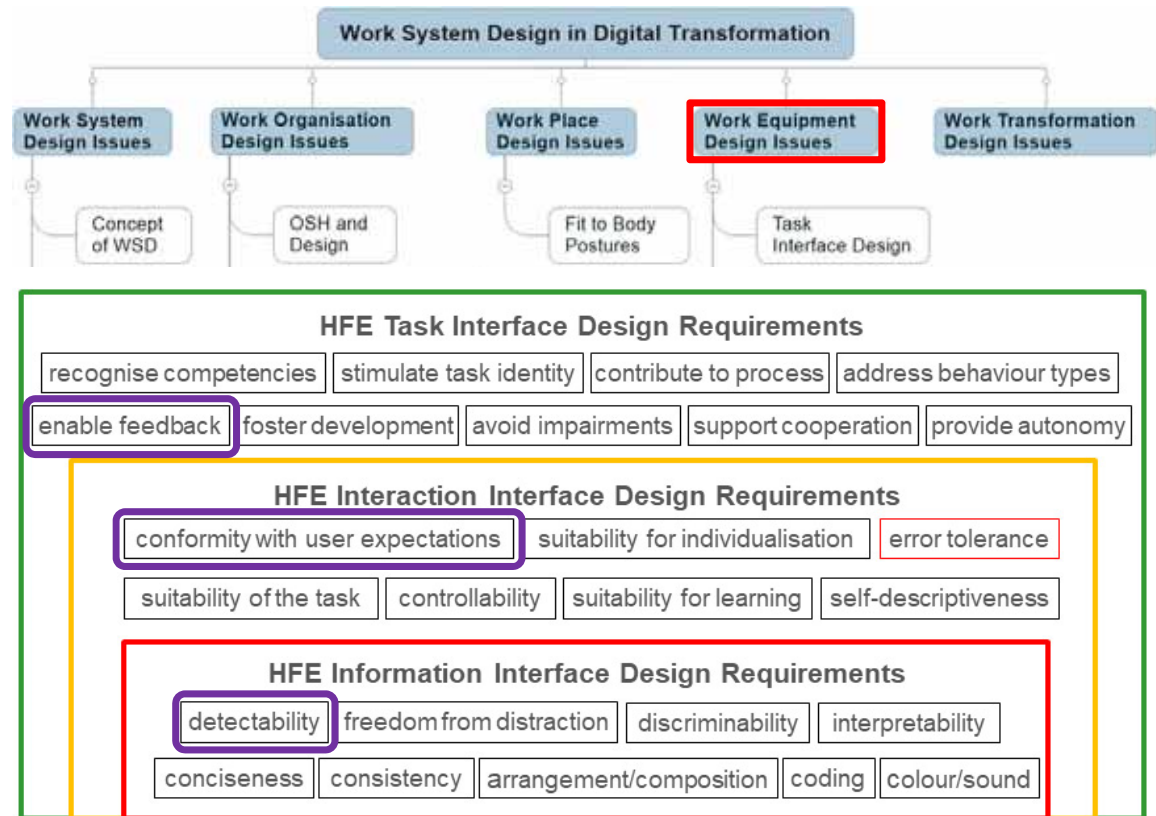 Work System Design in Digital Transformation
Work System
Design Issues
Work Organisation
Design Issues
Work Place
Design Issues
Work Equipment
Design Issues
Work Transformation
Design Issues
Concept
of WSD
OSH and
Design
Fit to Body
Postures
Task
Interface Design
HFE Task Interface Design Requirements
recognise competencies
stimulate task identity
contribute to process
address behaviour types
enable feedback
foster development
avoid impairments
support cooperation
provide autonomy
HFE Interaction Interface Design Requirements
conformity with user expectations
suitability for individualisation
error tolerance
suitability of the task
controllability
suitability for learning
self-descriptiveness
HFE Information Interface Design Requirements
detectability
freedom from distraction
discriminability
interpretability
conciseness
consistency
arrangement/composition
coding
colour/sound